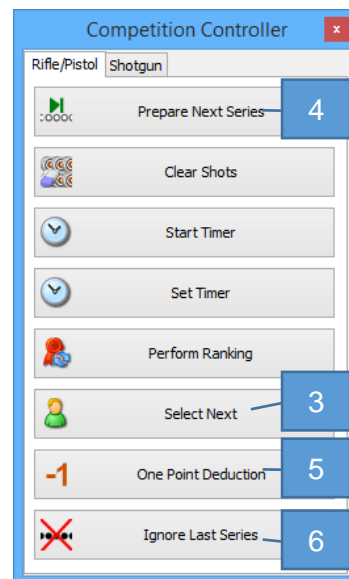 Competition Controller x
Rifle/Pistol Shotgun
Prepare Next Series 4
Clear Shots
Start Timer
Set Timer
Perform Ranking
Select Next 3
-1 One Point Deduction 5
Ignore Last Series 6